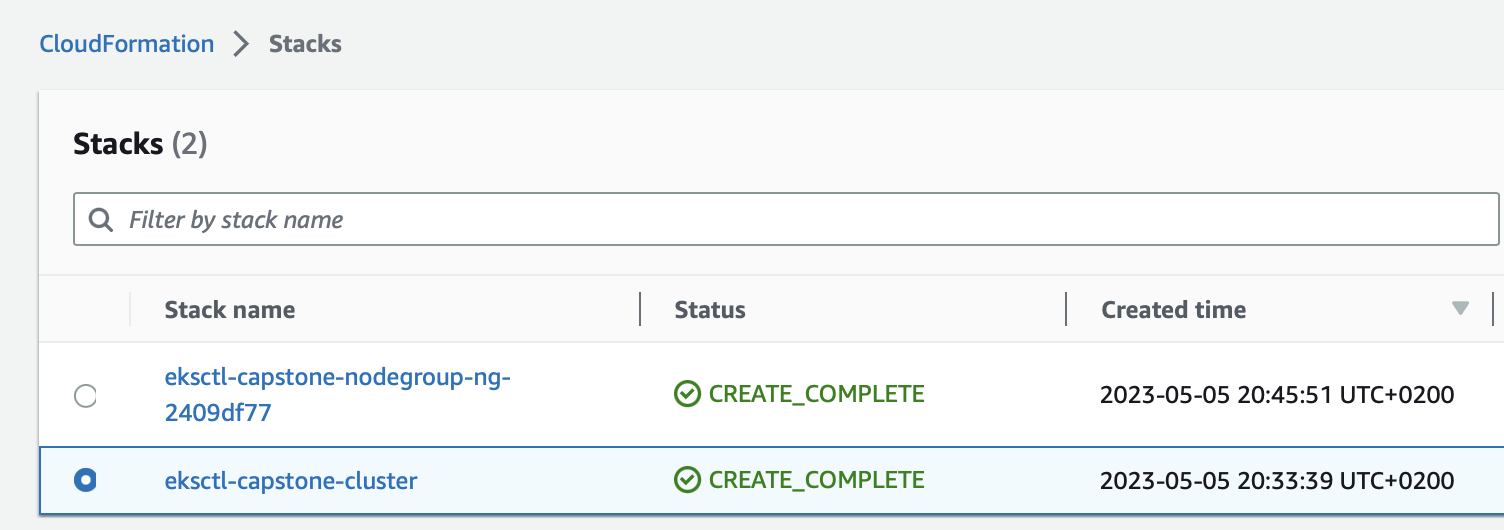 CloudFormation > Stacks
Stacks (2)
Filter by stack name
Stack name Status Created time
eksctl-capstone-nodegroup-ng-
2409df77 CREATE_COMPLETE 2023-05-05 20:45:51 UTC+0200
eksctl-capstone-cluster CREATE_COMPLETE 2023-05-05 20:33:39 UTC+0200